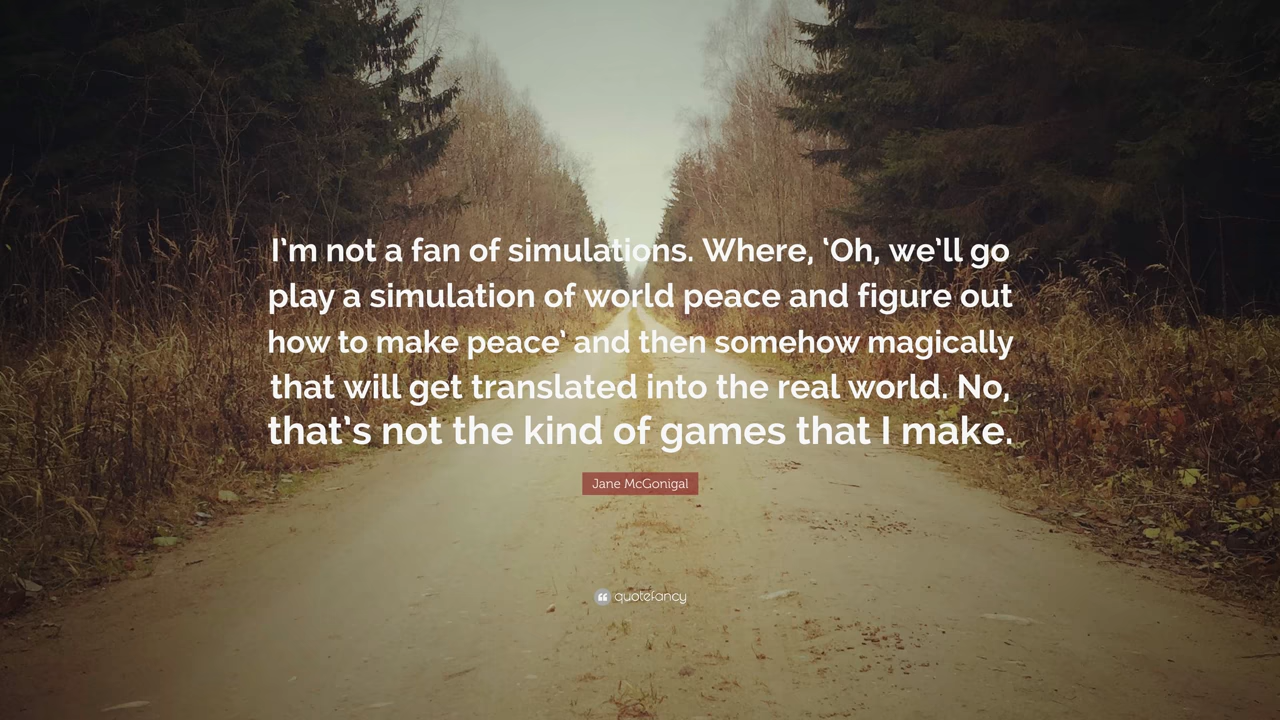 I’m not a fan of simulations. Where, ‘Oh, we’ll go
play a simulation of world peace and figure out
how to make peace’ and then somehow magically
that will get translated into the real world. No,
that’s not the kind of games that I make.
Jane McGonigal
quotefancy